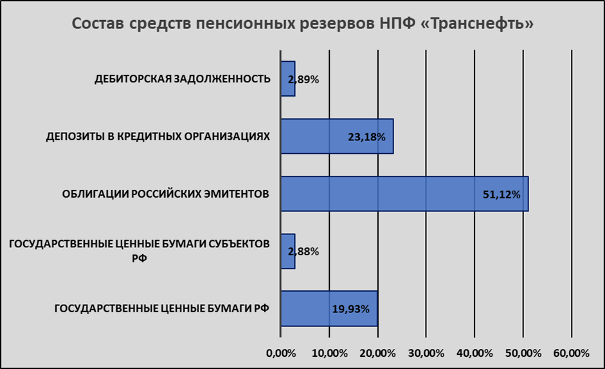 Состав средств пенсионных резервов НПФ «Транснефть»
ДЕБИТОРСКАЯ ЗАДОЛЖЕННОСТЬ
2,89%
ДЕПОЗИТЫ В КРЕДИТНЫХ ОРГАНИЗАЦИЯХ
23,18%
ОБЛИГАЦИИ РОССИЙСКИХ ЭМИТЕНТОВ
51,12%
ГОСУДАРСТВЕННЫЕ ЦЕННЫЕ БУМАГИ СУБЪЕКТОВ
РФ
2,88%
ГОСУДАРСТВЕННЫЕ ЦЕННЫЕ БУМАГИ РФ
19,93%
0,00% 10,00% 20,00% 30,00% 40,00% 50,00% 60,00%